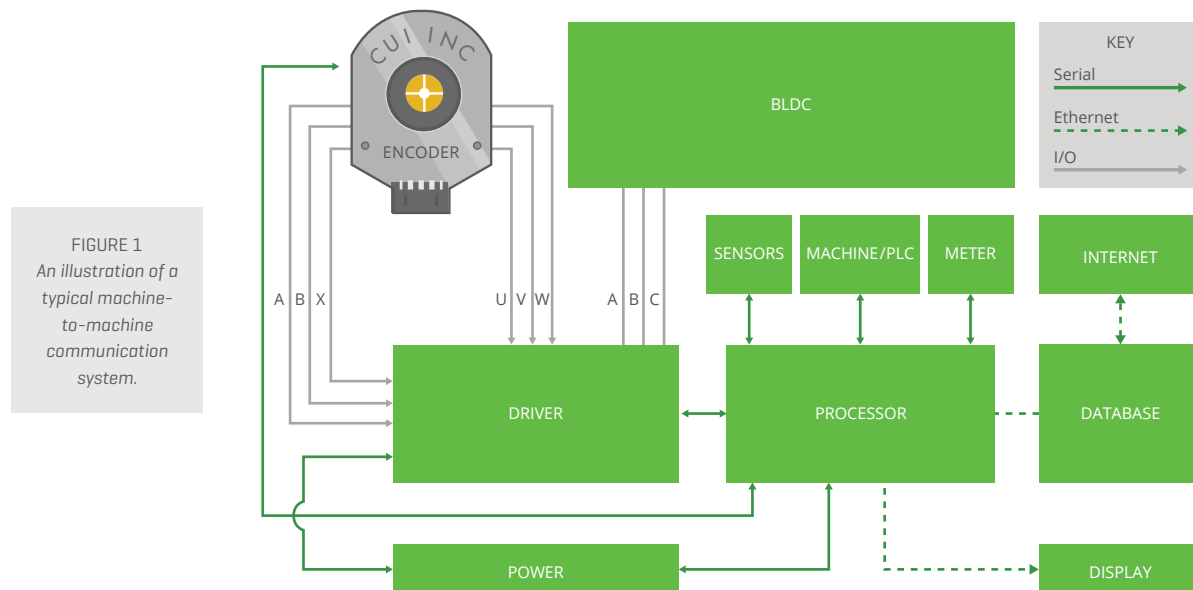 FIGURE 1
An illustration of a
typical machine-
to-machine
communication
system.
CUI INC
ENCODER
BLDC
KEY
Serial
Ethernet
I/O
SENSORS
MACHINE/PLC
METER
INTERNET
A B X
U V W
A B C
DRIVER
PROCESSOR
DATABASE
POWER
DISPLAY